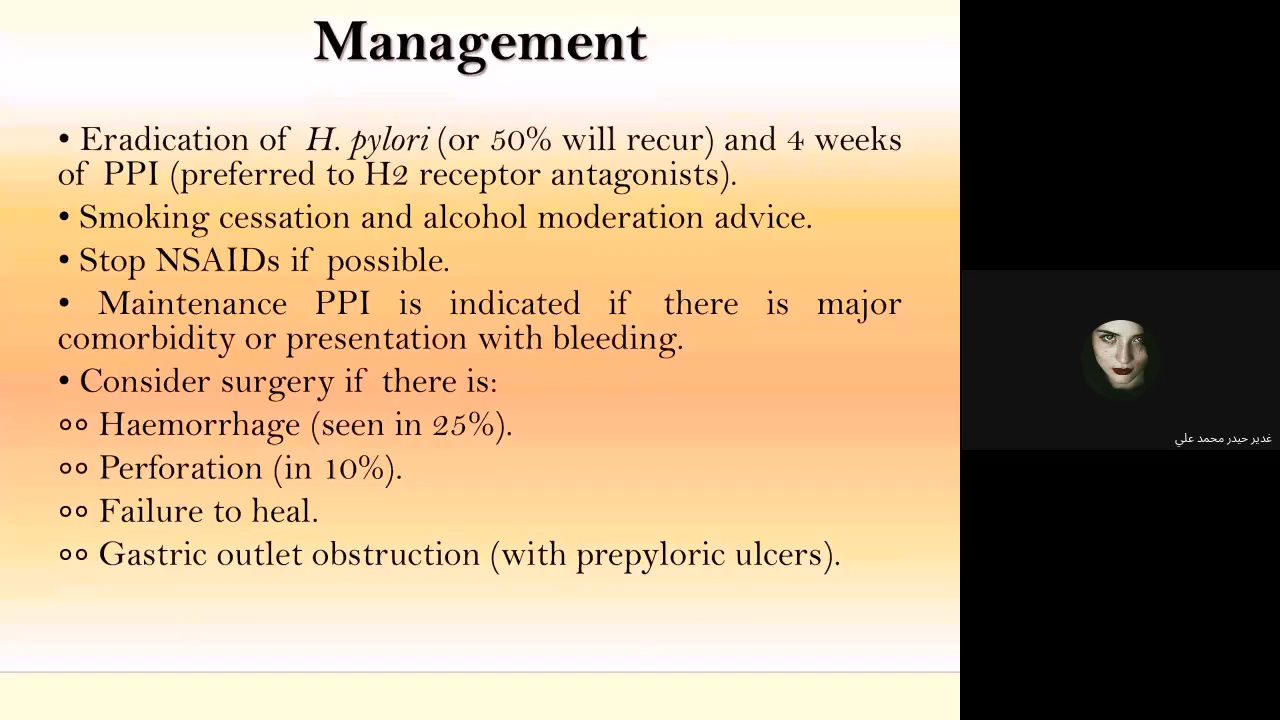 Management
• Eradication of H. pylori (or 50% will recur) and 4 weeks
of PPI (preferred to H2 receptor antagonists).
• Smoking cessation and alcohol moderation advice.
• Stop NSAIDs if possible.
• Maintenance PPI is indicated if there is major
comorbidity or presentation with bleeding.
• Consider surgery if there is:
∘∘ Haemorrhage (seen in 25%).
∘∘ Perforation (in 10%).
∘∘ Failure to heal.
∘∘ Gastric outlet obstruction (with prepyloric ulcers).
غدير حيدر محمد علي